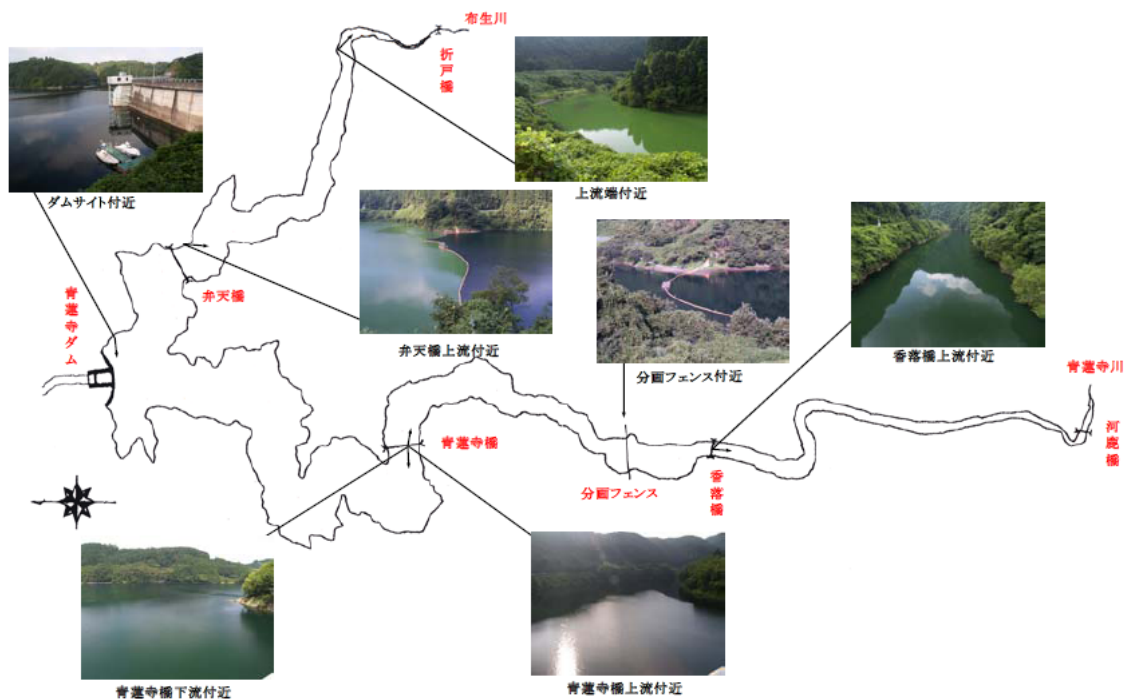 布生川
折戸橋
ダムサイト付近
上流端付近
弁天橋
青蓮寺ダム
弁天橋上流付近
分画フェンス付近
香落橋上流付近
青蓮寺川
河鹿橋
青蓮寺橋
分画フェンス
香落橋
青蓮寺橋下流付近
青蓮寺橋上流付近